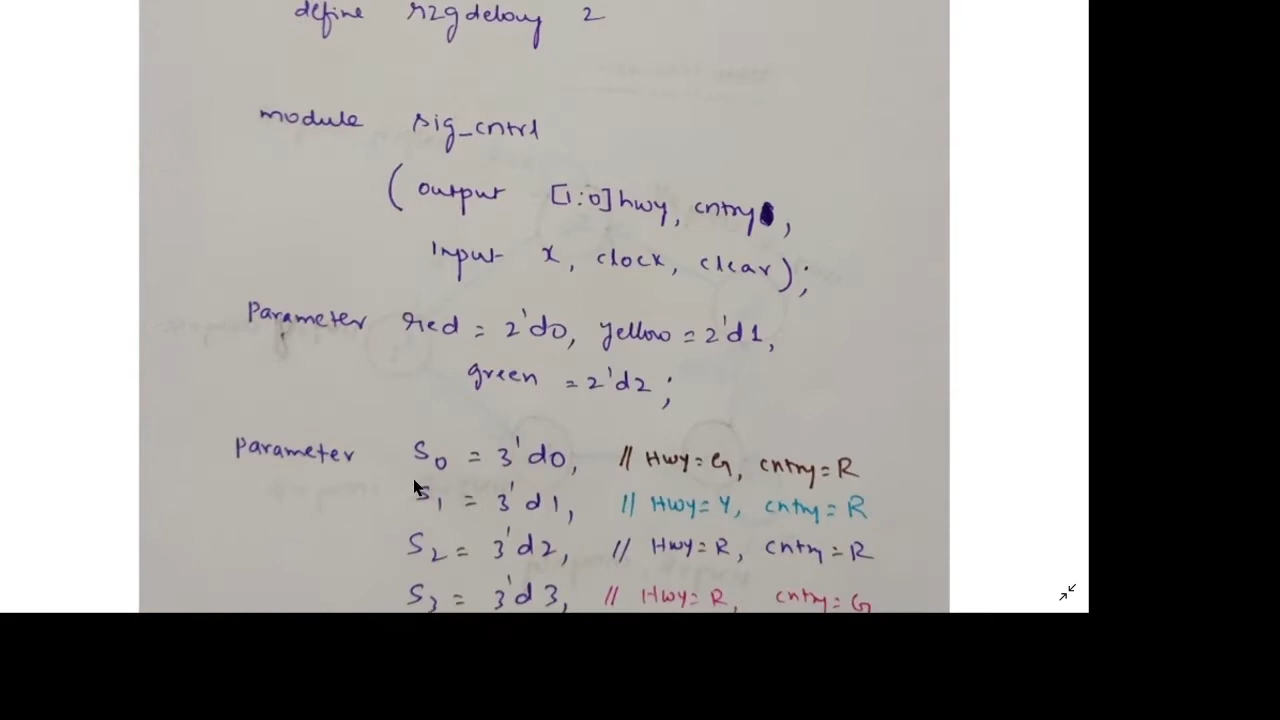 define r2gdelay 2
module sig_cntrl
(output [1:0]hwy, cntry,
input x, clock, clear);
Parameter red = 2'd0, yellow = 2'd1,
green = 2'd2;
Parameter S0 = 3'd0, // Hwy=G, cntry=R
S1 = 3'd1, // Hwy=Y, cntry=R
S2 = 3'd2, // Hwy=R, cntry=R
S3 = 3'd3, // Hwy=R, cntry=G